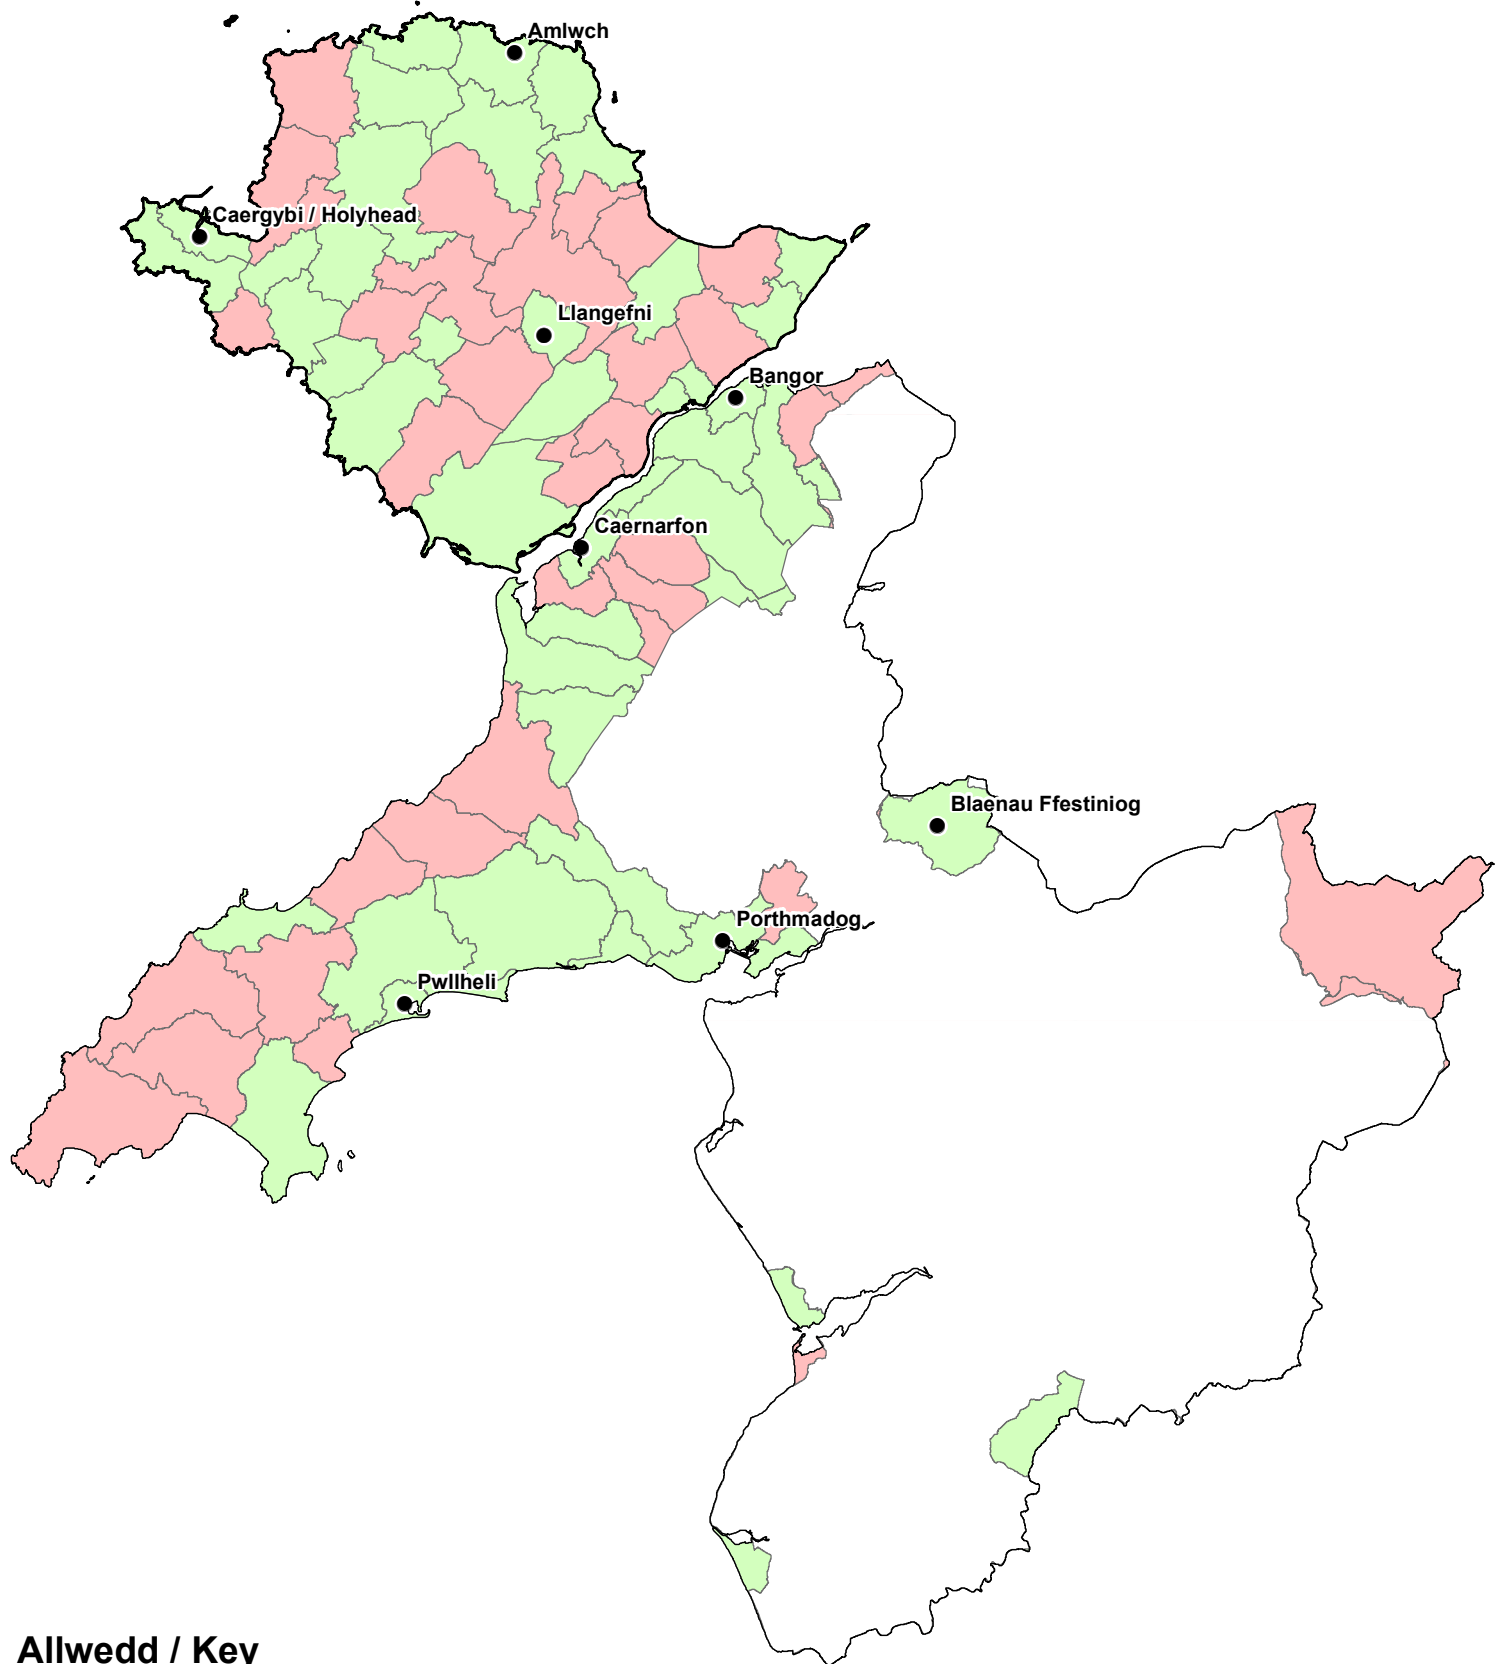 Amlwch
Caergybi / Holyhead
Llangefni
Bangor
Caernarfon
Blaenau Ffestiniog
Porthmadog
Pwllheli
Allwedd / Key